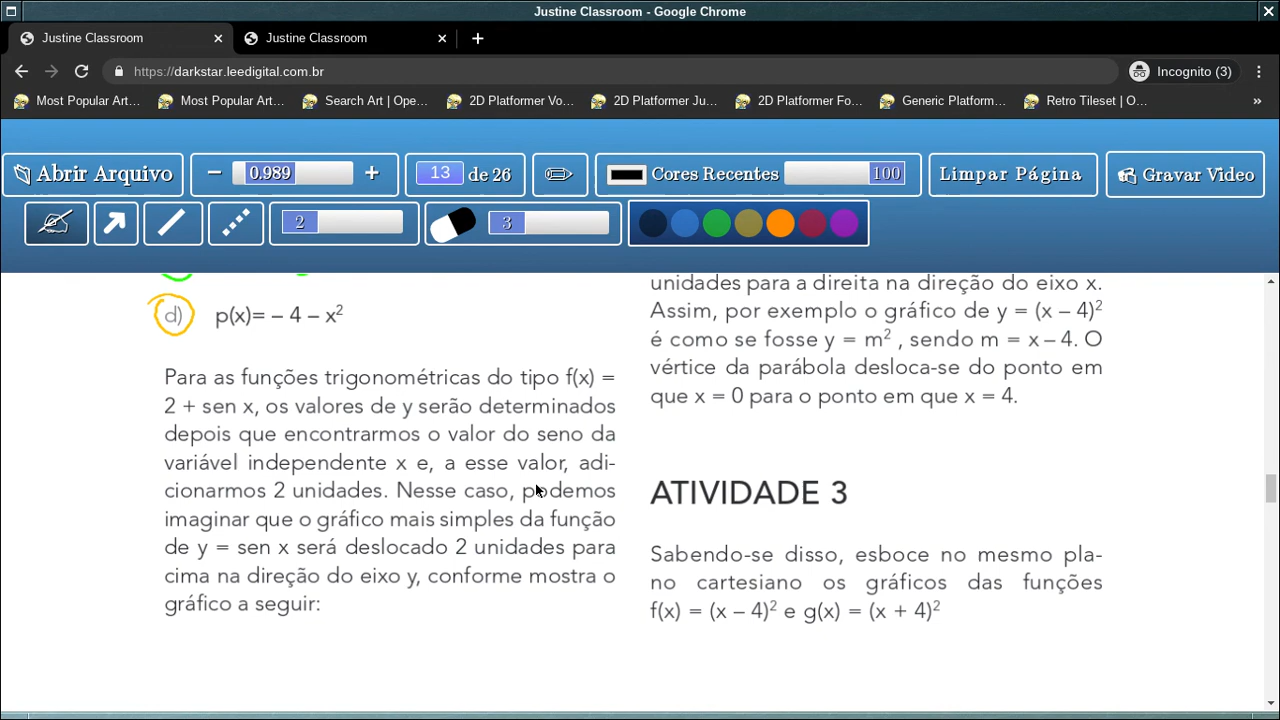 Justine Classroom - Google Chrome
Justine Classroom
Justine Classroom
https://darkstar.leedigital.com.br
Incognito (3)
Most Popular Art...
Most Popular Art...
Search Art | Ope...
2D Platformer Vo...
2D Platformer Ju...
2D Platformer Fo...
Generic Platform...
Retro Tileset | O...
»
Abrir Arquivo
− 0,989 +
13 de 26
Cores Recentes
100
Limpar Página
Gravar Video
2
3
d) p(x)= – 4 – x²
Para as funções trigonométricas do tipo f(x) =
2 + sen x, os valores de y serão determinados
depois que encontrarmos o valor do seno da
variável independente x e, a esse valor, adi-
cionarmos 2 unidades. Nesse caso, podemos
imaginar que o gráfico mais simples da função
de y = sen x será deslocado 2 unidades para
cima na direção do eixo y, conforme mostra o
gráfico a seguir:
unidades para a direita na direção do eixo x.
Assim, por exemplo o gráfico de y = (x – 4)²
é como se fosse y = m² , sendo m = x – 4. O
vértice da parábola desloca-se do ponto em
que x = 0 para o ponto em que x = 4.
ATIVIDADE 3
Sabendo-se disso, esboce no mesmo pla-
no cartesiano os gráficos das funções
f(x) = (x – 4)² e g(x) = (x + 4)²